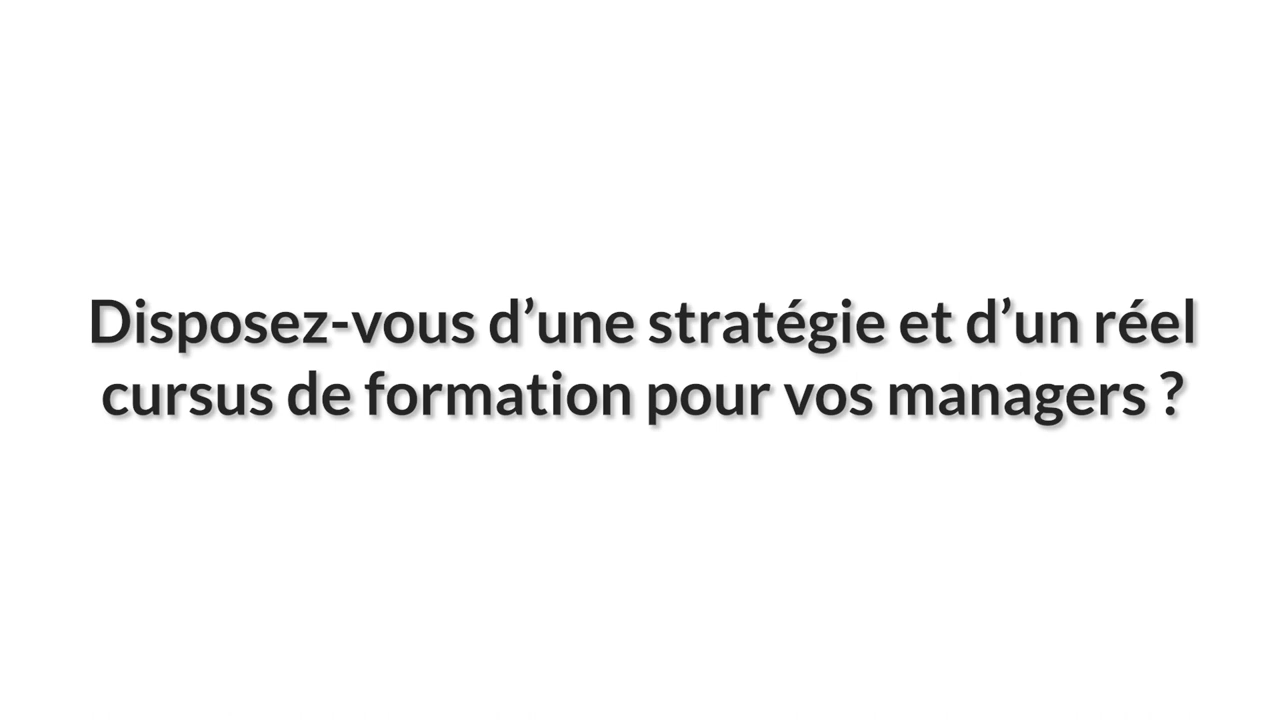 Disposez-vous d’une stratégie et d’un réel
cursus de formation pour vos managers ?